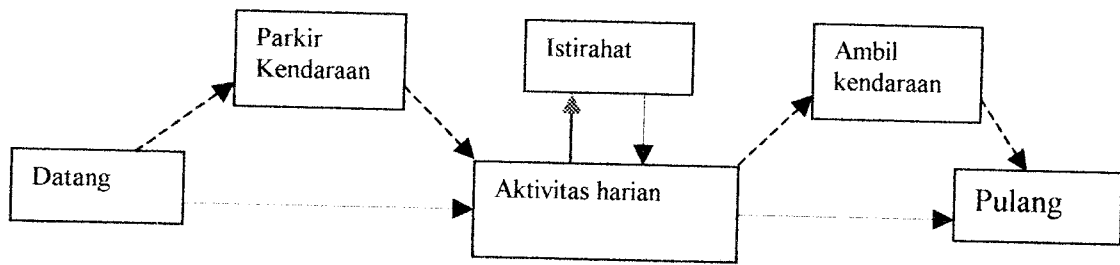 Parkir
Kendaraan
Istirahat
Ambil
kendaraan
Datang
Aktivitas harian
Pulang